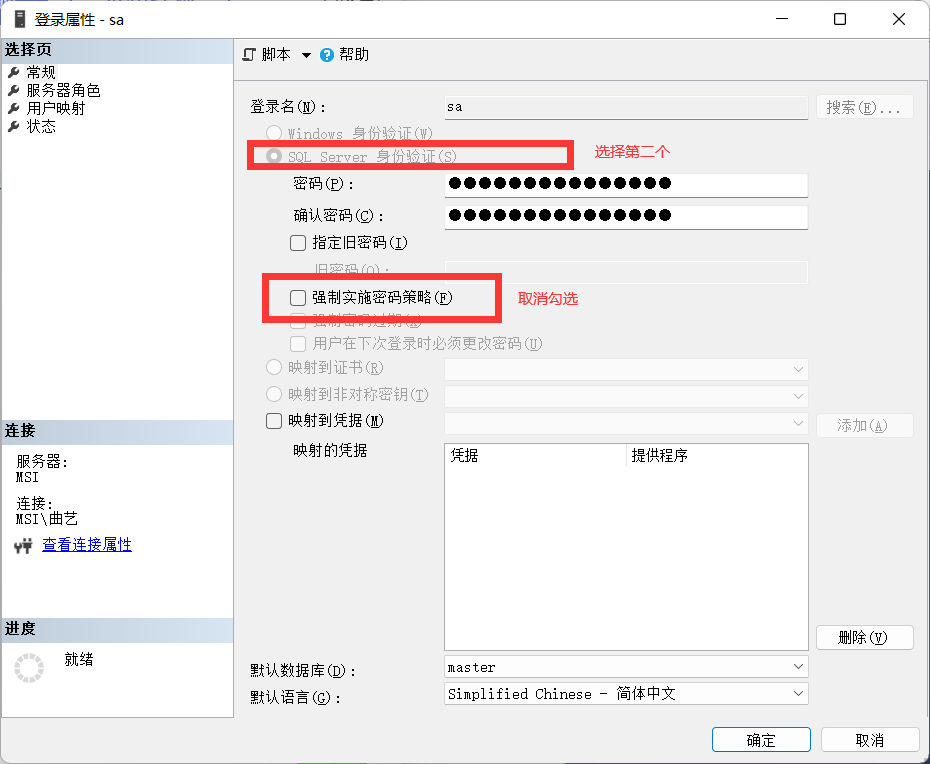 登录属性 - sa
选择页
常规
服务器角色
用户映射
状态
脚本 帮助
登录名(N): sa 搜索(E)...
Windows 身份验证(W)
SQL Server 身份验证(S) 选择第二个
密码(P): ●●●●●●●●●●●●●●●
确认密码(C): ●●●●●●●●●●●●●●●
指定旧密码(I)
旧密码(O):
强制实施密码策略(F) 取消勾选
强制密码过期(X)
用户在下次登录时必须更改密码(U)
映射到证书(R)
映射到非对称密钥(T)
映射到凭据(M) 添加(A)
映射的凭据 凭据 提供程序
删除(V)
默认数据库(D): master
默认语言(G): Simplified Chinese - 简体中文
连接
服务器:
MSI
连接:
MSI\曲艺
查看连接属性
进度
就绪
确定 取消